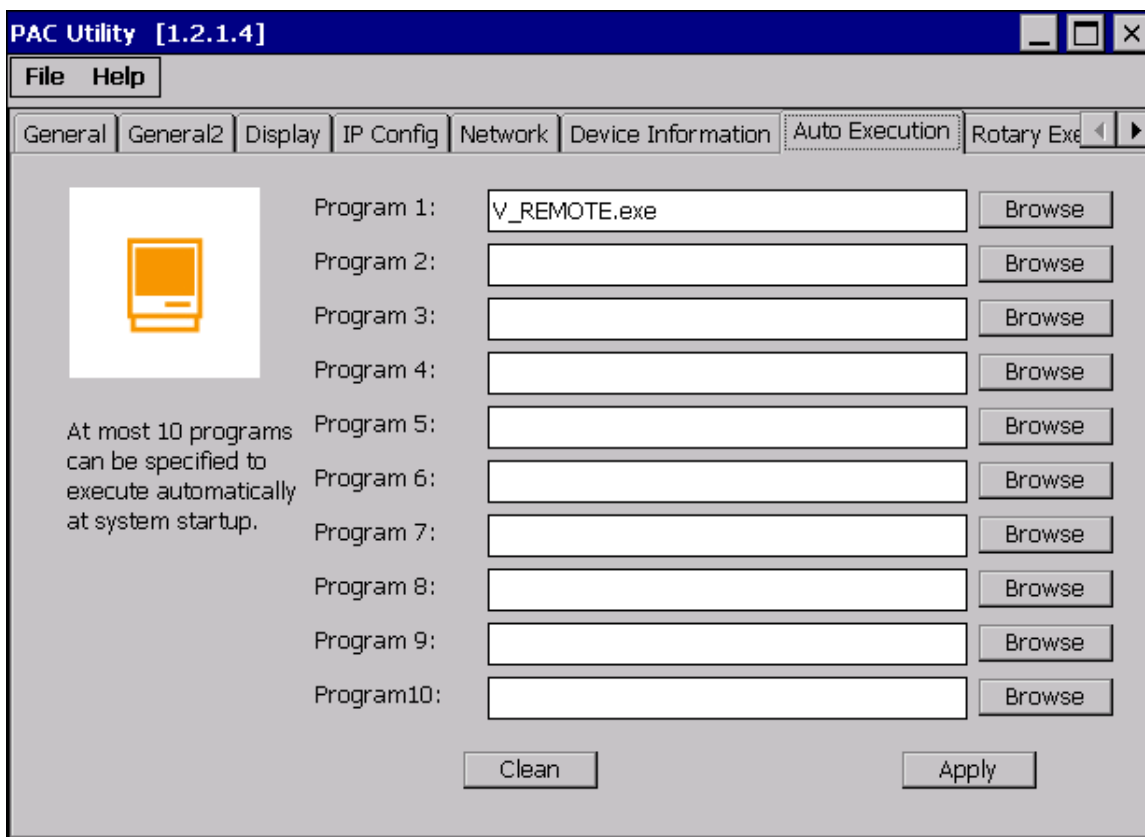 PAC Utility [1.2.1.4]
File Help
General General2 Display IP Config Network Device Information Auto Execution Rotary Exe
Program 1: V_REMOTE.exe Browse
Program 2: Browse
Program 3: Browse
Program 4: Browse
Program 5: Browse
Program 6: Browse
Program 7: Browse
Program 8: Browse
Program 9: Browse
Program10: Browse
At most 10 programs
can be specified to
execute automatically
at system startup.
Clean Apply